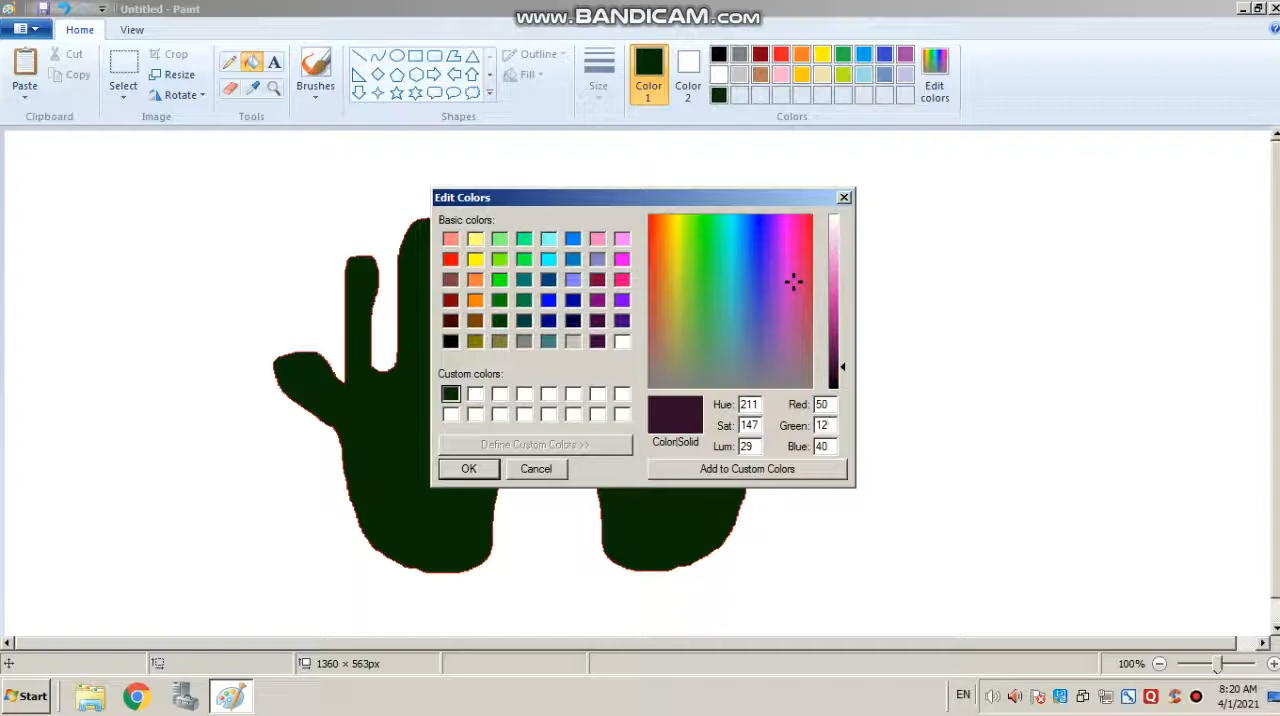 Untitled - Paint
www.BANDICAM.com
Home
View
Paste
Cut
Copy
Clipboard
Select
Crop
Resize
Rotate
Image
A
Tools
Brushes
Outline
Fill
Shapes
Size
Color 1
Color 2
Edit colors
Colors
Edit Colors
Basic colors:
Custom colors:
Define Custom Colors >>
OK
Cancel
Color|Solid
Hue: 211
Sat: 147
Lum: 29
Red: 50
Green: 12
Blue: 40
Add to Custom Colors
1360 × 563px
100%
Start
EN
8:20 AM
4/1/2021